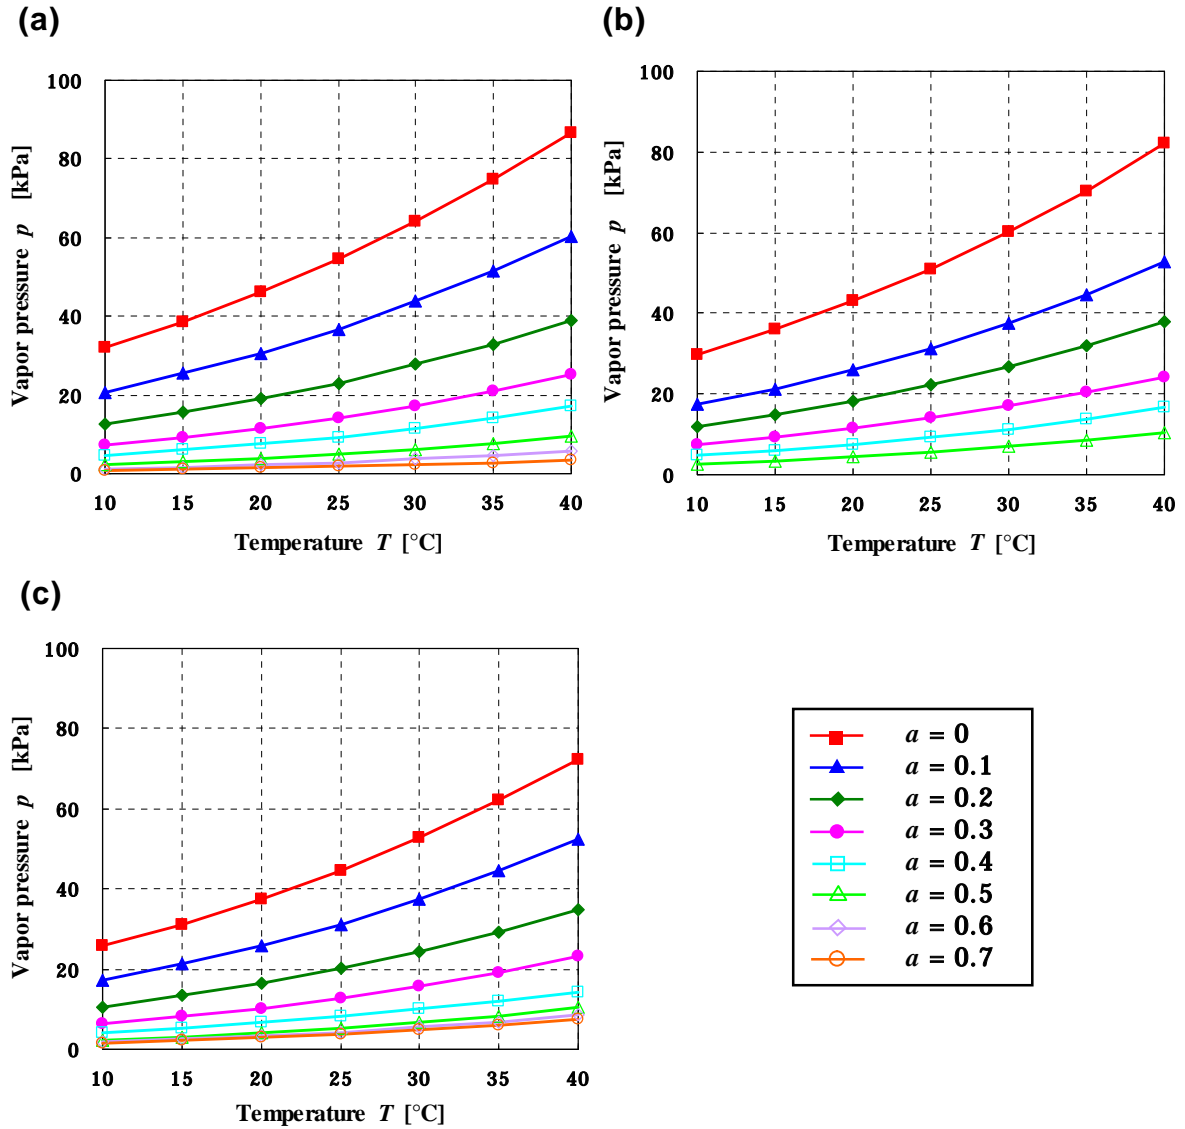 (a)
100
80
60
40
20
0
10 15 20 25 30 35 40
Vapor pressure p [kPa]
Temperature T [°C]
(b)
100
80
60
40
20
0
10 15 20 25 30 35 40
Vapor pressure p [kPa]
Temperature T [°C]
(c)
100
80
60
40
20
0
10 15 20 25 30 35 40
Vapor pressure p [kPa]
Temperature T [°C]
a = 0
a = 0.1
a = 0.2
a = 0.3
a = 0.4
a = 0.5
a = 0.6
a = 0.7